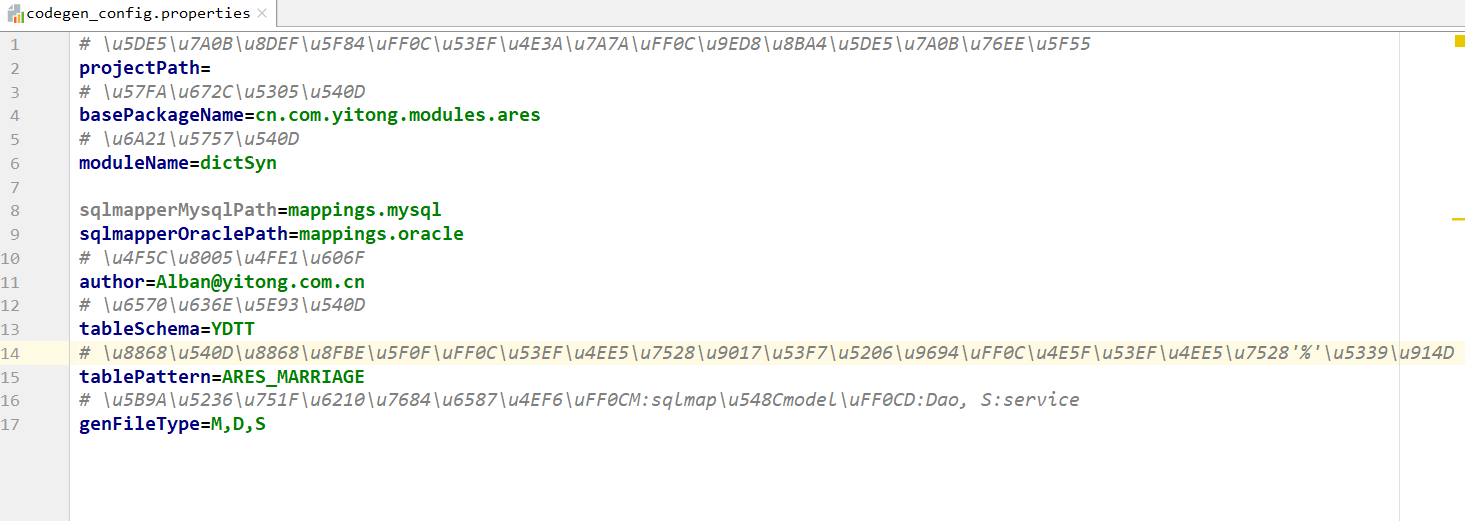 codegen_config.properties
1 # \u5DE5\u7A0B\u8DEF\u5F84\uFF0C\u53EF\u4E3A\u7A7A\uFF0C\u9ED8\u8BA4\u5DE5\u7A0B\u76EE\u5F55
2 projectPath=
3 # \u57FA\u672C\u5305\u540D
4 basePackageName=cn.com.yitong.modules.ares
5 # \u6A21\u5757\u540D
6 moduleName=dictSyn
7
8 sqlmapperMysqlPath=mappings.mysql
9 sqlmapperOraclePath=mappings.oracle
10 # \u4F5C\u8005\u4FE1\u606F
11 author=Alban@yitong.com.cn
12 # \u6570\u636E\u5E93\u540D
13 tableSchema=YDTT
14 # \u8868\u540D\u8868\u8FBE\u5F0F\uFF0C\u53EF\u4EE5\u7528\u9017\u53F7\u5206\u9694\uFF0C\u4E5F\u53EF\u4EE5\u7528'%'\u5339\u914D
15 tablePattern=ARES_MARRIAGE
16 # \u5B9A\u5236\u751F\u6210\u7684\u6587\u4EF6\uFF0CM:sqlmap\u548Cmodel\uFF0CD:Dao, S:service
17 genFileType=M,D,S